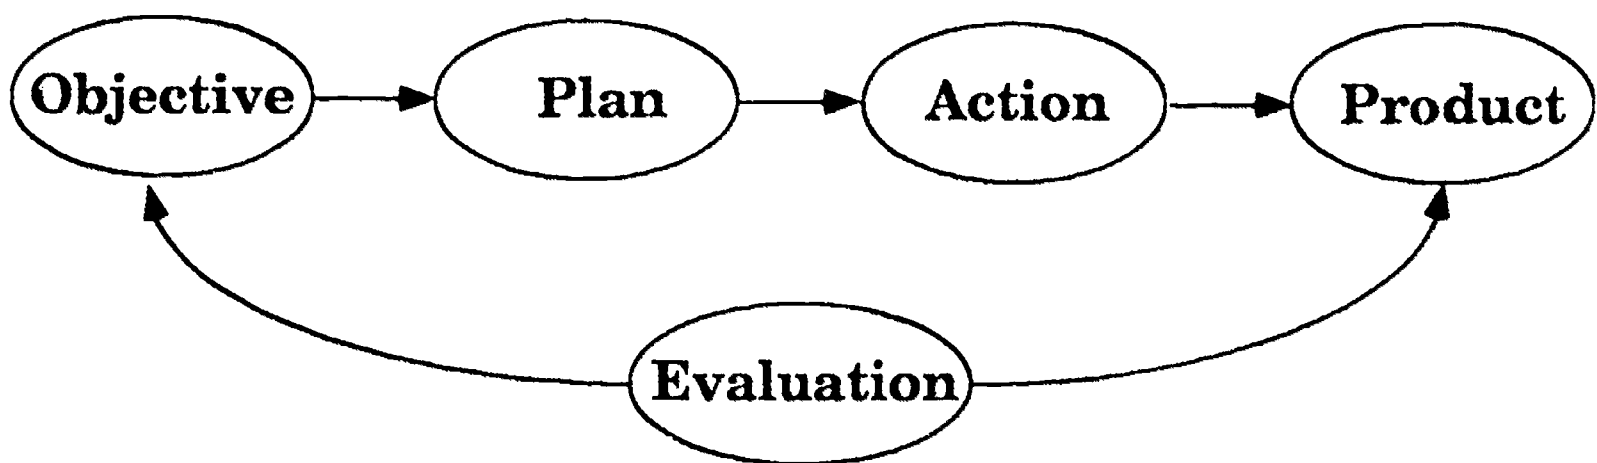 Objective
Plan
Action
Product
Evaluation